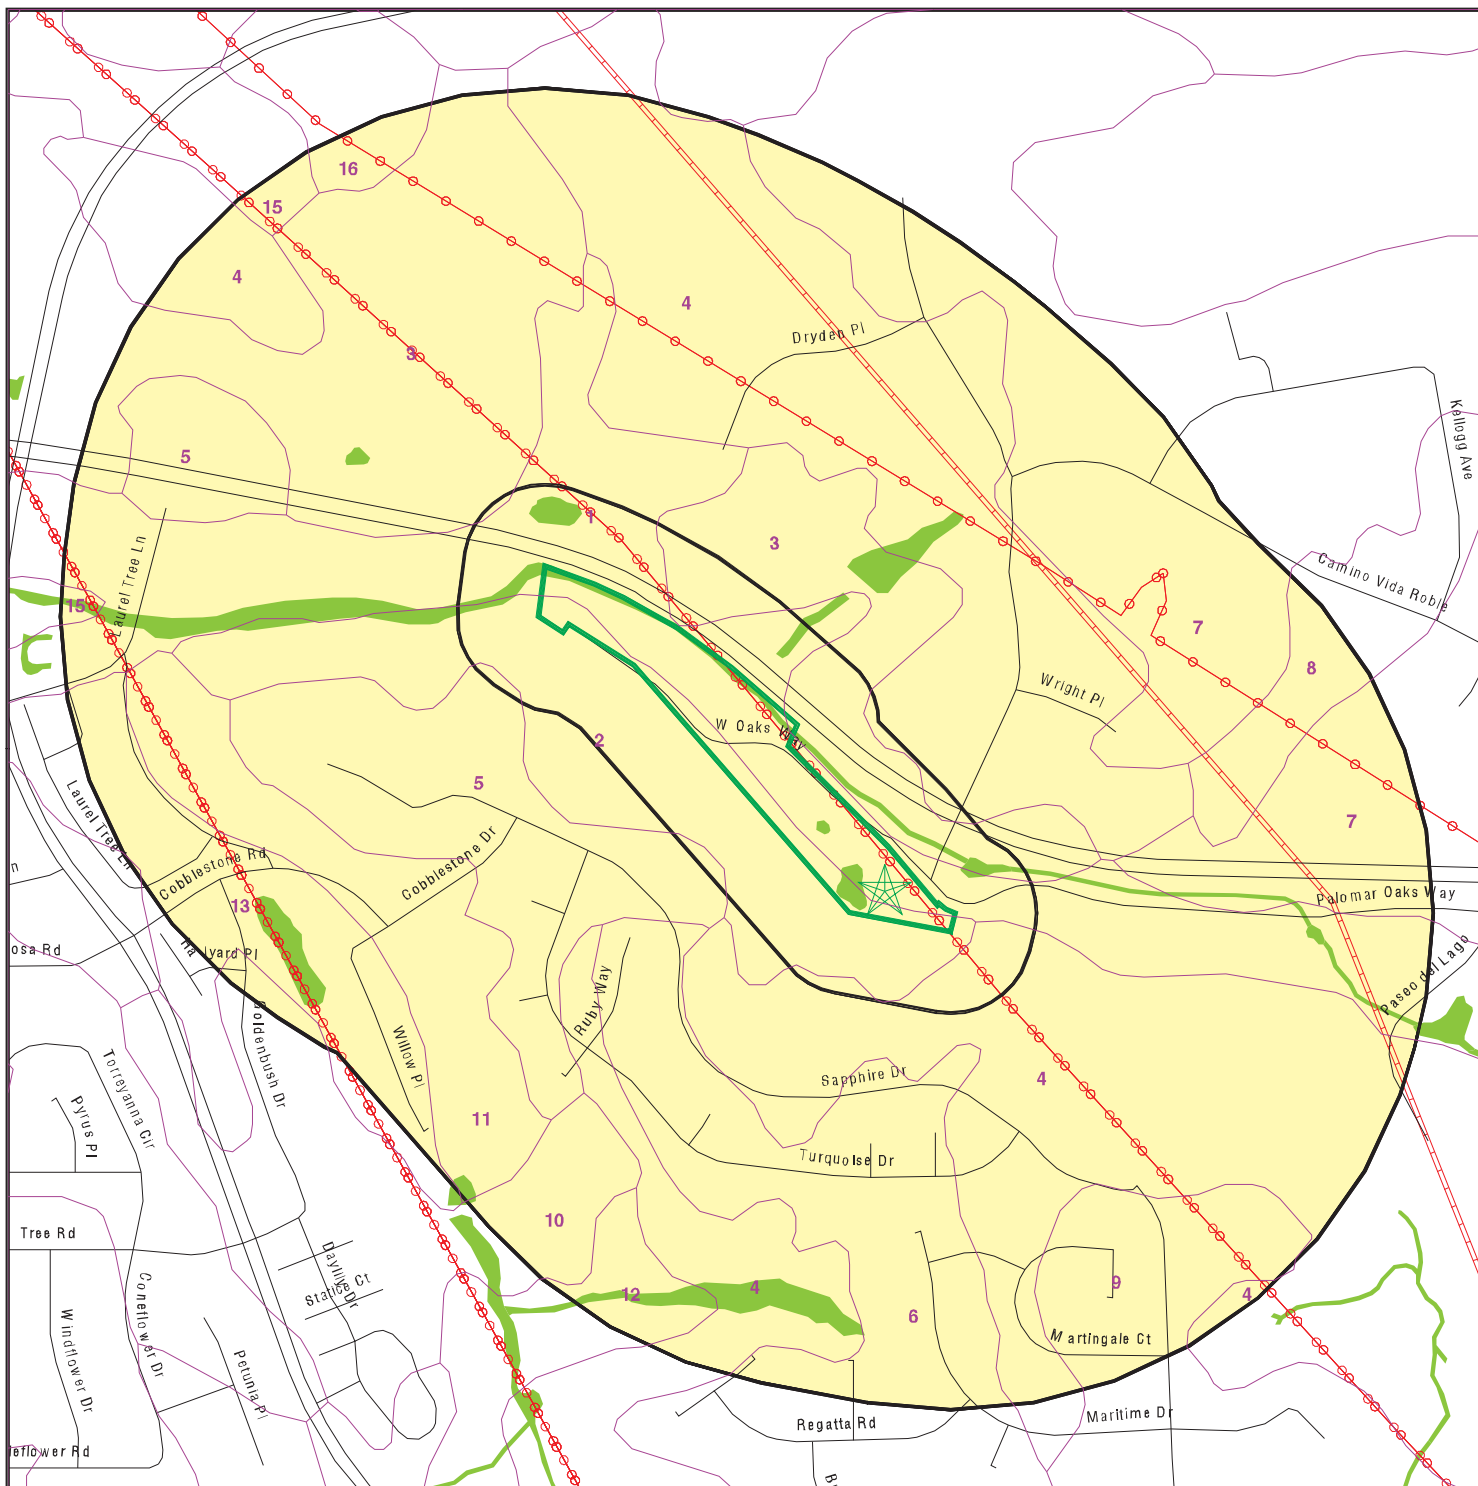 16
15
4
4
3
Dryden Pl
Kellogg Ave
5
1
3
Laurel Tree Ln
Camino Vida Roble
15
7
8
Wright Pl
W Oaks Way
2
5
Laurel Tree Ln
7
Cobblestone Rd
Cobblestone Dr
n
13
Palomar Oaks Way
osa Rd
Ha
lyard Pl
Paseo del Lago
Ruby Way
Goldenbush Dr
Willow Pl
Sapphire Dr
4
Torreyanna Cir
Pyrus Pl
11
Turquoise Dr
10
Tree Rd
Daylily Dr
Statice Ct
12
4
9
4
6
Coneflower Dr
Windflower Dr
Martingale Ct
Petunia Pl
Regatta Rd
Maritime Dr
leflower Rd